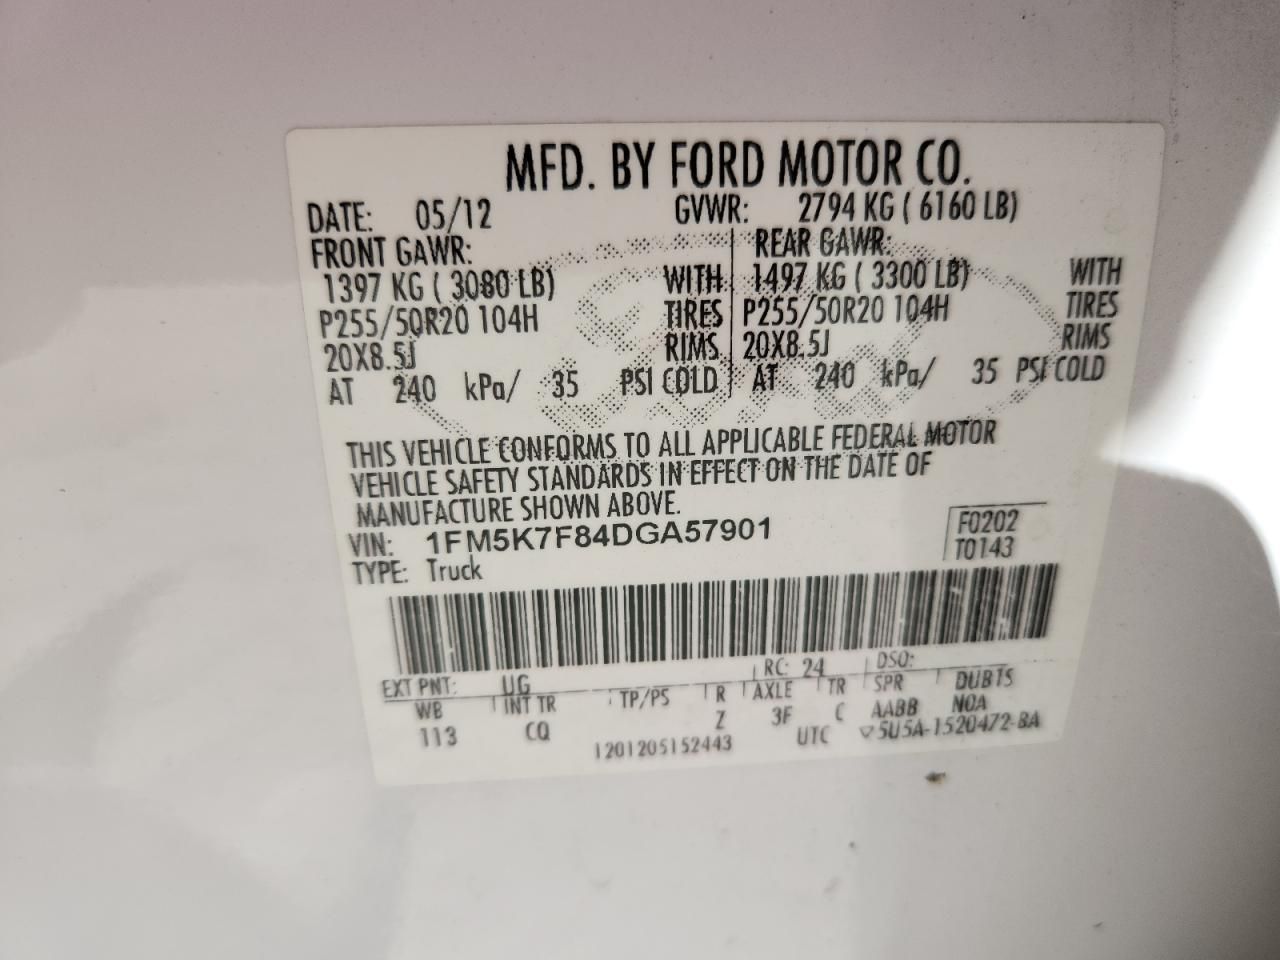 MFD. BY FORD MOTOR CO.
DATE: 05/12 GVWR: 2794 KG ( 6160 LB)
FRONT GAWR: REAR GAWR:
1397 KG ( 3080 LB) WITH 1497 KG ( 3300 LB) WITH
P255/50R20 104H TIRES P255/50R20 104H TIRES
20X8.5J RIMS 20X8.5J RIMS
AT 240 kPa/ 35 PSI COLD AT 240 kPa/ 35 PSI COLD
THIS VEHICLE CONFORMS TO ALL APPLICABLE FEDERAL MOTOR
VEHICLE SAFETY STANDARDS IN EFFECT ON THE DATE OF
MANUFACTURE SHOWN ABOVE.
VIN: 1FM5K7F84DGA57901 F0202
TYPE: Truck T0143
EXT PNT: UG RC: 24 DSO:
WB INT TR TP/PS R AXLE TR SPR DUBTS
113 CQ Z 3F C AABB NOA
1201205152443 UTC ▽5U5A-1520472-BA